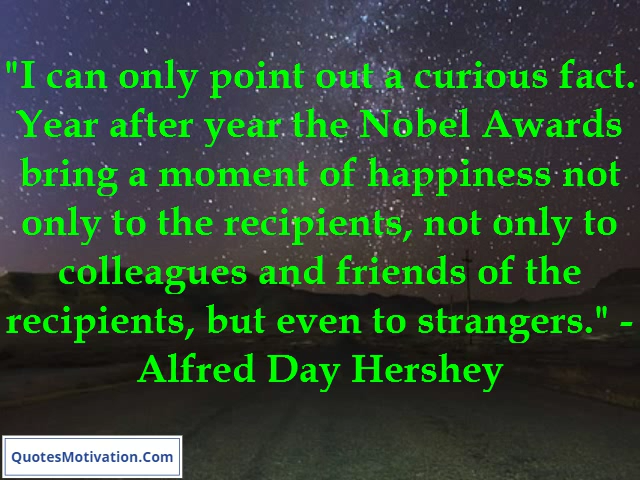 "I can only point out a curious fact.
Year after year the Nobel Awards
bring a moment of happiness not
only to the recipients, not only to
colleagues and friends of the
recipients, but even to strangers." -
Alfred Day Hershey
QuotesMotivation.Com